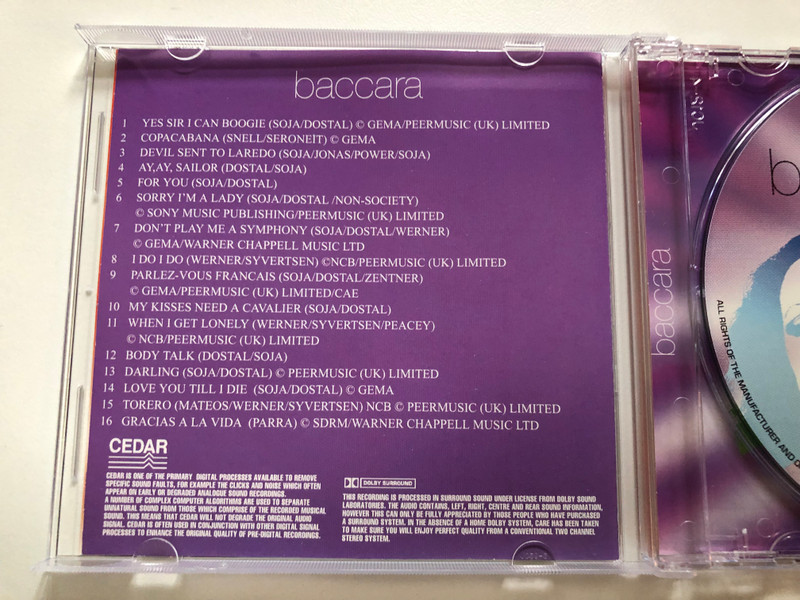 baccara
1 YES SIR I CAN BOOGIE (SOJA/DOSTAL) © GEMA/PEERMUSIC (UK) LIMITED
2 COPACABANA (SNELL/SERONEIT) © GEMA
3 DEVIL SENT TO LAREDO (SOJA/JONAS/POWER/SOJA)
4 AY,AY, SAILOR (DOSTAL/SOJA)
5 FOR YOU (SOJA/DOSTAL)
6 SORRY I'M A LADY (SOJA/DOSTAL /NON-SOCIETY)
© SONY MUSIC PUBLISHING/PEERMUSIC (UK) LIMITED
7 DON'T PLAY ME A SYMPHONY (SOJA/DOSTAL/WERNER)
© GEMA/WARNER CHAPPELL MUSIC LTD
8 I DO I DO (WERNER/SYVERTSEN) ©NCB/PEERMUSIC (UK) LIMITED
9 PARLEZ-VOUS FRANCAIS (SOJA/DOSTAL/ZENTNER)
© GEMA/PEERMUSIC (UK) LIMITED/CAE
10 MY KISSES NEED A CAVALIER (SOJA/DOSTAL)
11 WHEN I GET LONELY (WERNER/SYVERTSEN/PEACEY)
© NCB/PEERMUSIC (UK) LIMITED
12 BODY TALK (DOSTAL/SOJA)
13 DARLING (SOJA/DOSTAL) © PEERMUSIC (UK) LIMITED
14 LOVE YOU TILL I DIE (SOJA/DOSTAL) © GEMA
15 TORERO (MATEOS/WERNER/SYVERTSEN) NCB © PEERMUSIC (UK) LIMITED
16 GRACIAS A LA VIDA (PARRA) © SDRM/WARNER CHAPPELL MUSIC LTD
CEDAR
CEDAR IS ONE OF THE PRIMARY DIGITAL PROCESSES AVAILABLE TO REMOVE
SPECIFIC SOUND FAULTS, FOR EXAMPLE THE CLICKS AND NOISE WHICH OFTEN
APPEAR ON EARLY OR DEGRADED ANALOGUE SOUND RECORDINGS.
A NUMBER OF COMPLEX COMPUTER ALGORITHMS ARE USED TO SEPARATE
UNNATURAL SOUND FROM THOSE WHICH COMPRISE OF THE RECORDED MUSICAL
SOUND. THIS MEANS THAT CEDAR WILL NOT DEGRADE THE ORIGINAL AUDIO
SIGNAL. CEDAR IS OFTEN USED IN CONJUNCTION WITH OTHER DIGITAL SIGNAL
PROCESSES TO ENHANCE THE ORIGINAL QUALITY OF PRE-DIGITAL RECORDINGS.
DOLBY SURROUND
THIS RECORDING IS PROCESSED IN SURROUND SOUND UNDER LICENSE FROM DOLBY SOUND
LABORATORIES. THE AUDIO CONTAINS, LEFT, RIGHT, CENTRE AND REAR SOUND INFORMATION,
HOWEVER THIS CAN ONLY BE FULLY APPRECIATED BY THOSE PEOPLE WHO HAVE PURCHASED
A SURROUND SYSTEM. IN THE ABSENCE OF A HOME DOLBY SYSTEM, CARE HAS BEEN TAKEN
TO MAKE SURE YOU WILL ENJOY PERFECT QUALITY FROM A CONVENTIONAL TWO CHANNEL
STEREO SYSTEM.
baccara
b
ALL RIGHTS OF THE MANUFACTURER AND